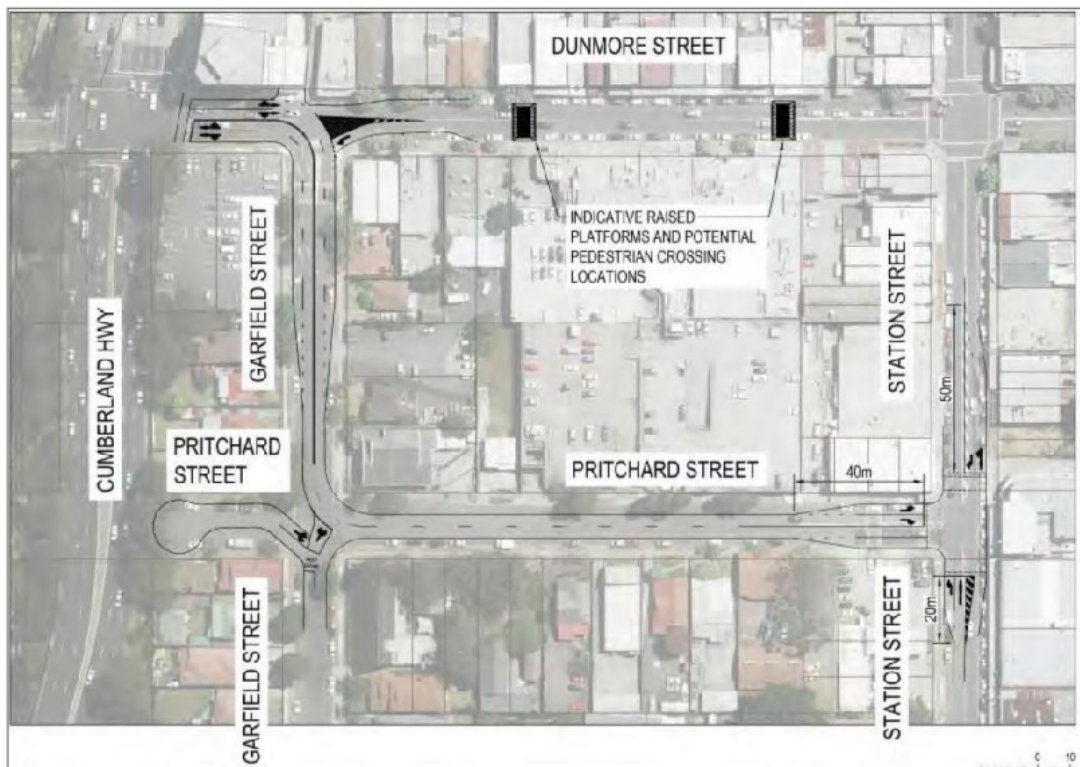 DUNMORE STREET
INDICATIVE RAISED
PLATFORMS AND POTENTIAL
PEDESTRIAN CROSSING
LOCATIONS
CUMBERLAND HWY
GARFIELD STREET
STATION STREET
50m
PRITCHARD
STREET
PRITCHARD STREET
40m
GARFIELD STREET
STATION STREET
20m
0 10